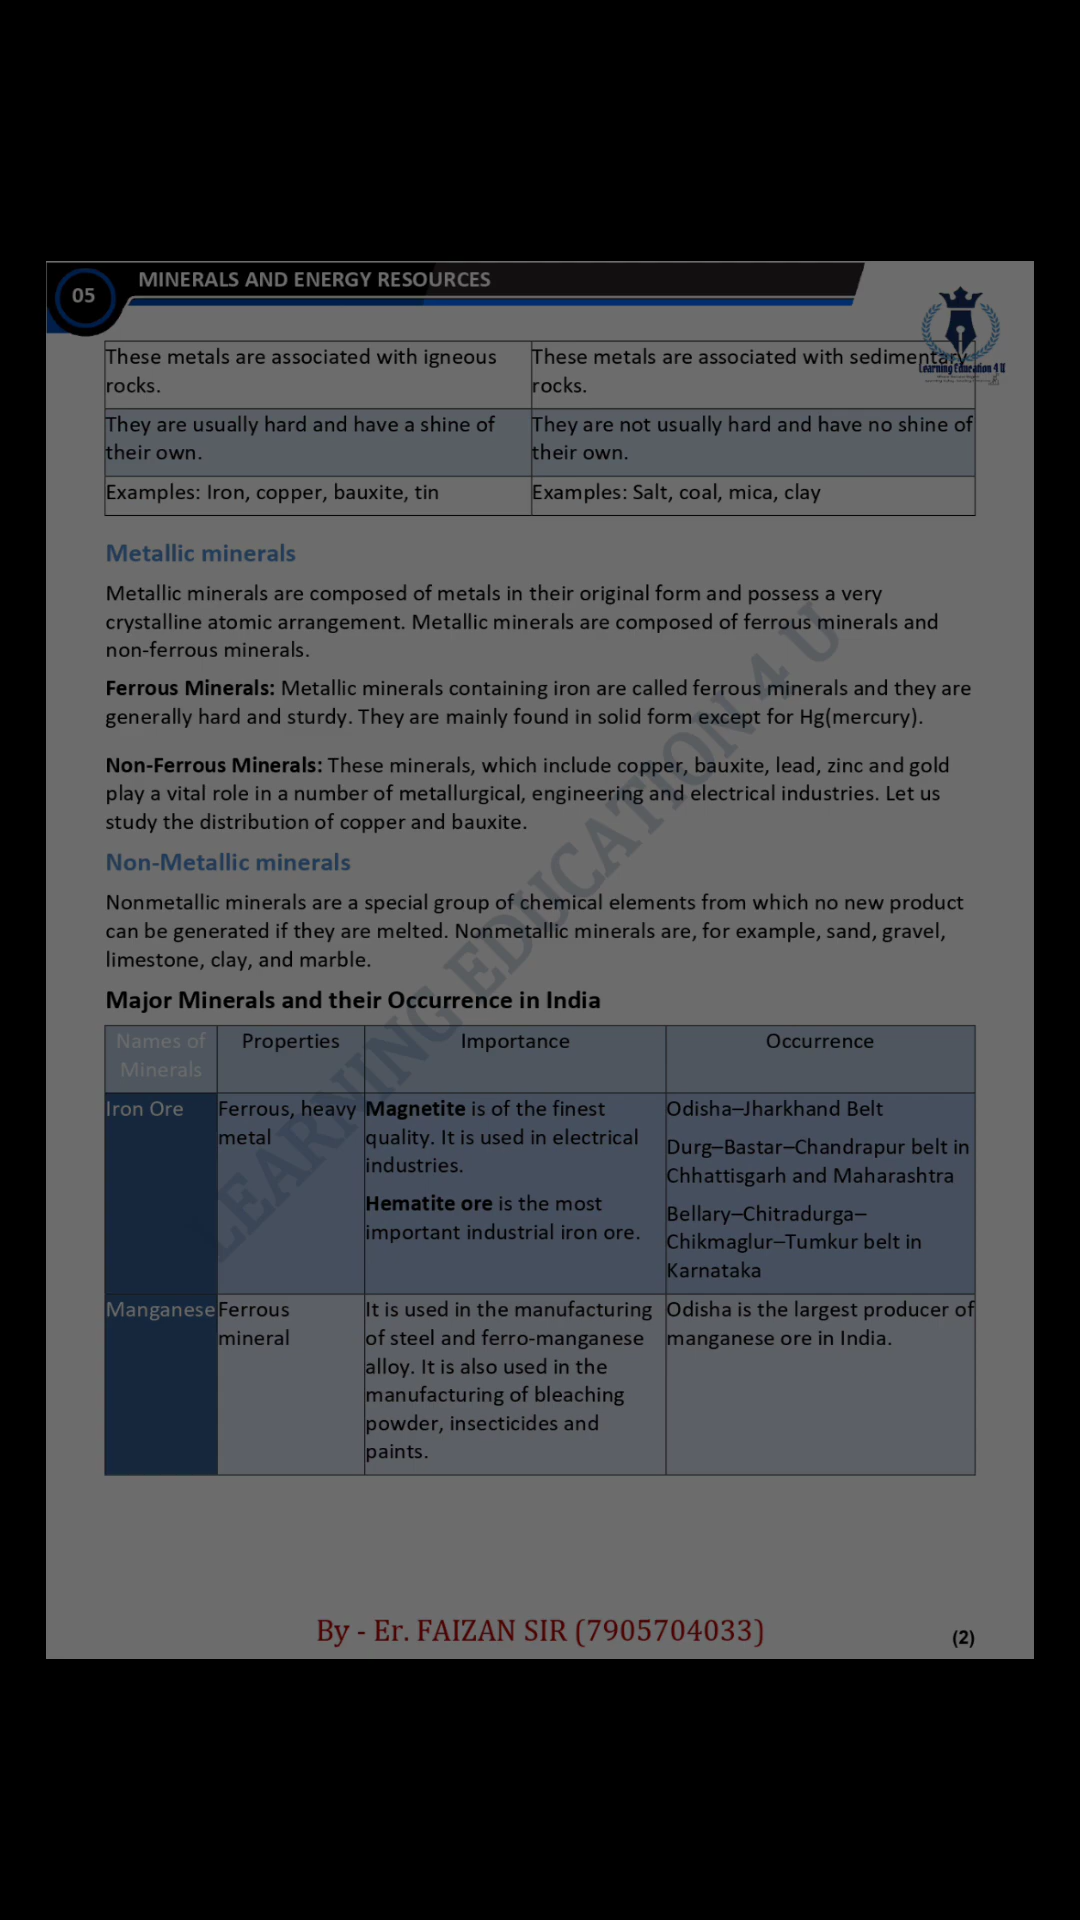 05
MINERALS AND ENERGY RESOURCES
Learning Education 4 U
These metals are associated with igneous
rocks.
These metals are associated with sedimentary
rocks.
They are usually hard and have a shine of
their own.
They are not usually hard and have no shine of
their own.
Examples: Iron, copper, bauxite, tin
Examples: Salt, coal, mica, clay
Metallic minerals
Metallic minerals are composed of metals in their original form and possess a very
crystalline atomic arrangement. Metallic minerals are composed of ferrous minerals and
non-ferrous minerals.
Ferrous Minerals: Metallic minerals containing iron are called ferrous minerals and they are
generally hard and sturdy. They are mainly found in solid form except for Hg(mercury).
Non-Ferrous Minerals: These minerals, which include copper, bauxite, lead, zinc and gold
play a vital role in a number of metallurgical, engineering and electrical industries. Let us
study the distribution of copper and bauxite.
Non-Metallic minerals
Nonmetallic minerals are a special group of chemical elements from which no new product
can be generated if they are melted. Nonmetallic minerals are, for example, sand, gravel,
limestone, clay, and marble.
Major Minerals and their Occurrence in India
Names of
Minerals
Properties
Importance
Occurrence
Iron Ore
Ferrous, heavy
metal
Magnetite is of the finest
quality. It is used in electrical
industries.
Hematite ore is the most
important industrial iron ore.
Odisha–Jharkhand Belt
Durg–Bastar–Chandrapur belt in
Chhattisgarh and Maharashtra
Bellary–Chitradurga–
Chikmaglur–Tumkur belt in
Karnataka
Manganese
Ferrous
mineral
It is used in the manufacturing
of steel and ferro-manganese
alloy. It is also used in the
manufacturing of bleaching
powder, insecticides and
paints.
Odisha is the largest producer of
manganese ore in India.
LEARNING EDUCATION 4 U
By - Er. FAIZAN SIR (7905704033)
(2)